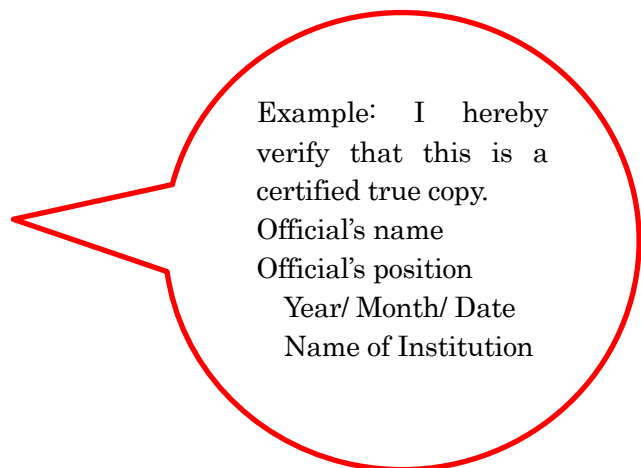 Example: I hereby
verify that this is a
certified true copy.
Official's name
Official's position
Year/ Month/ Date
Name of Institution